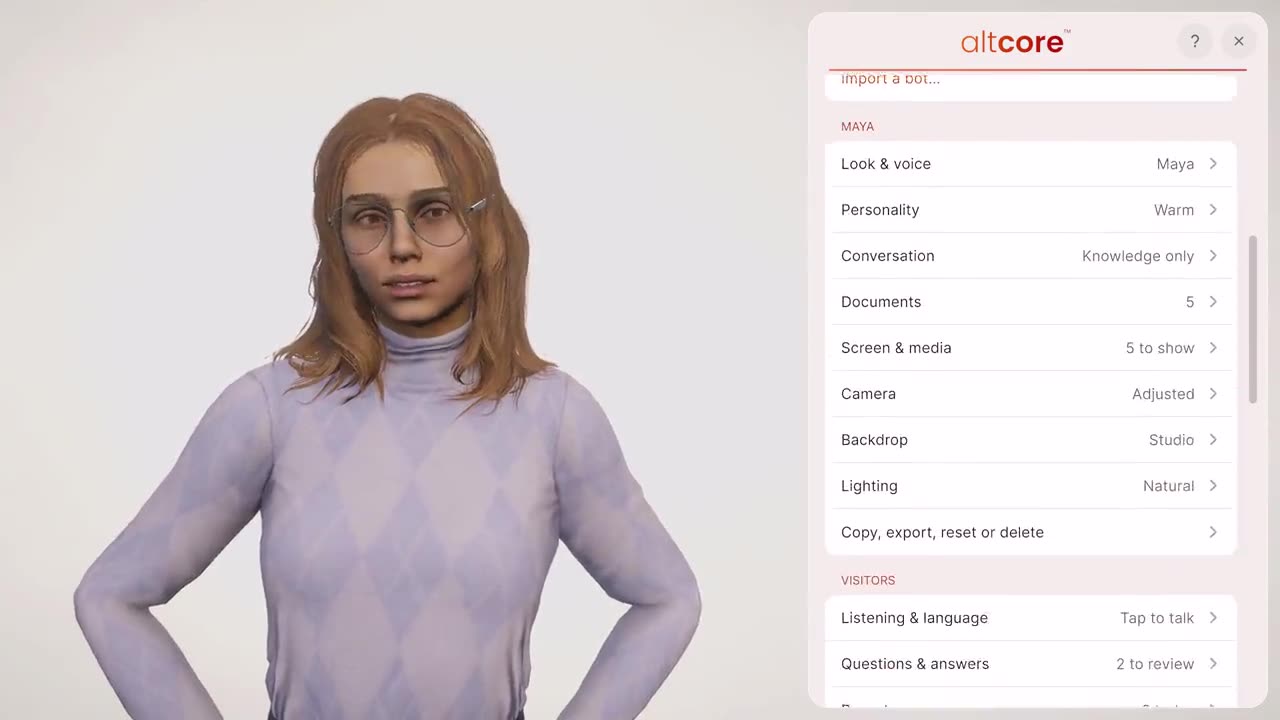 altcore™
?
×
Import a bot...
MAYA
Look & voice Maya
Personality Warm
Conversation Knowledge only
Documents 5
Screen & media 5 to show
Camera Adjusted
Backdrop Studio
Lighting Natural
Copy, export, reset or delete
VISITORS
Listening & language Tap to talk
Questions & answers 2 to review